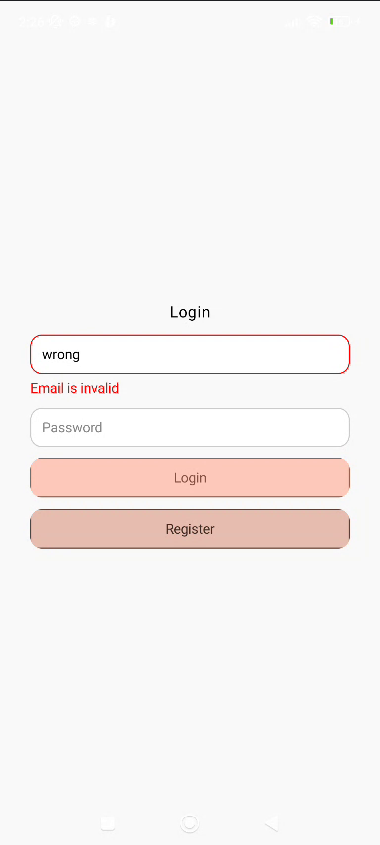 Login
wrong
Email is invalid
Password
Login
Register